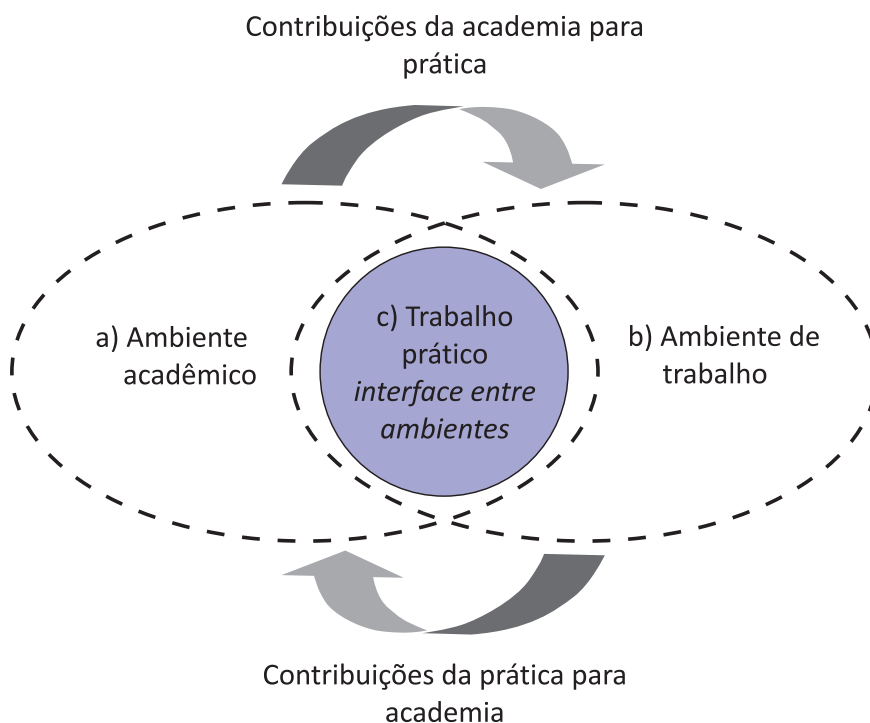 Contribuições da academia para
prática
a) Ambiente
acadêmico
c) Trabalho
prático
interface entre
ambientes
b) Ambiente de
trabalho
Contribuições da prática para
academia